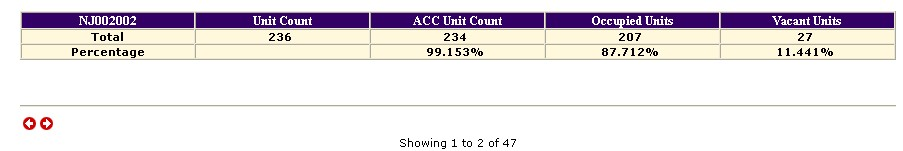 NJ002002 Unit Count ACC Unit Count Occupied Units Vacant Units
Total 236 234 207 27
Percentage 99.153% 87.712% 11.441%
Showing 1 to 2 of 47